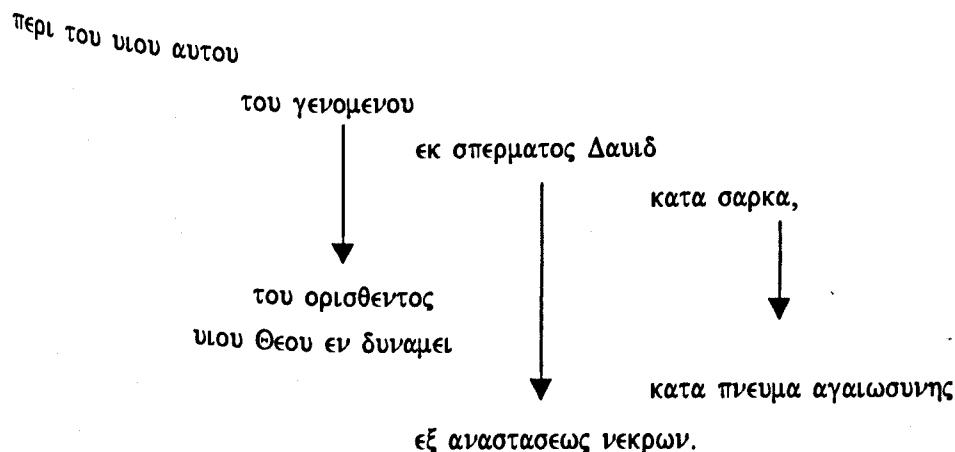 περι του υιου αυτου
του γενομενου
εκ σπερματος Δαυιδ
κατα σαρκα,
του ορισθεντος
υιου Θεου εν δυναμει
κατα πνευμα αγαιωσυνης
εξ αναστασεως νεκρων.